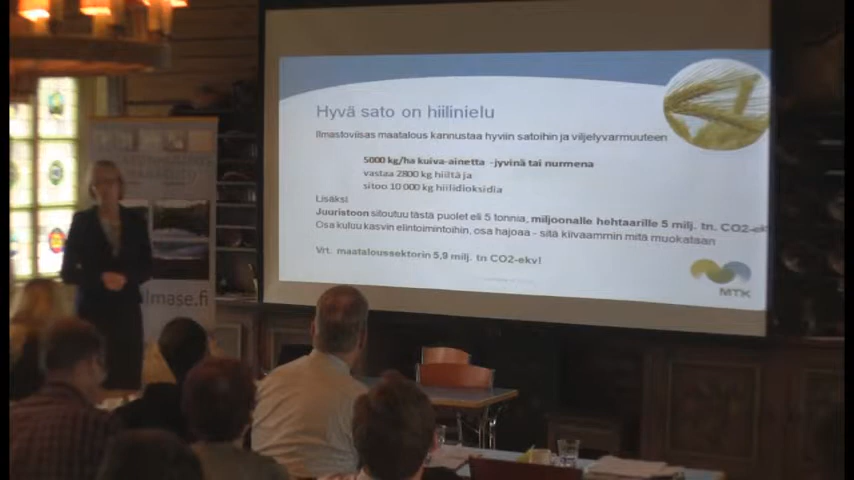 Hyvä sato on hiilinielu
Ilmastoviisas maatalous kannustaa hyviin satoihin ja viljelyvarmuuteen
5000 kg/ha kuiva-ainetta -jyvinä tai nurmena
vastaa 2800 kg hiiltä ja
sitoo 10 000 kg hiilidioksidia
Lisäksi
Juuristoon sitoutuu tästä puolet eli 5 tonnia, miljoonalle hehtaarille 5 milj. tn. CO2-ek
Osa kuluu kasvin elintoimintoihin, osa hajoaa - sitä kiivaammin mitä muokataan
Vrt. maataloussektorin 5,9 milj. tn CO2-ekv!
MTK
ilmase.fi